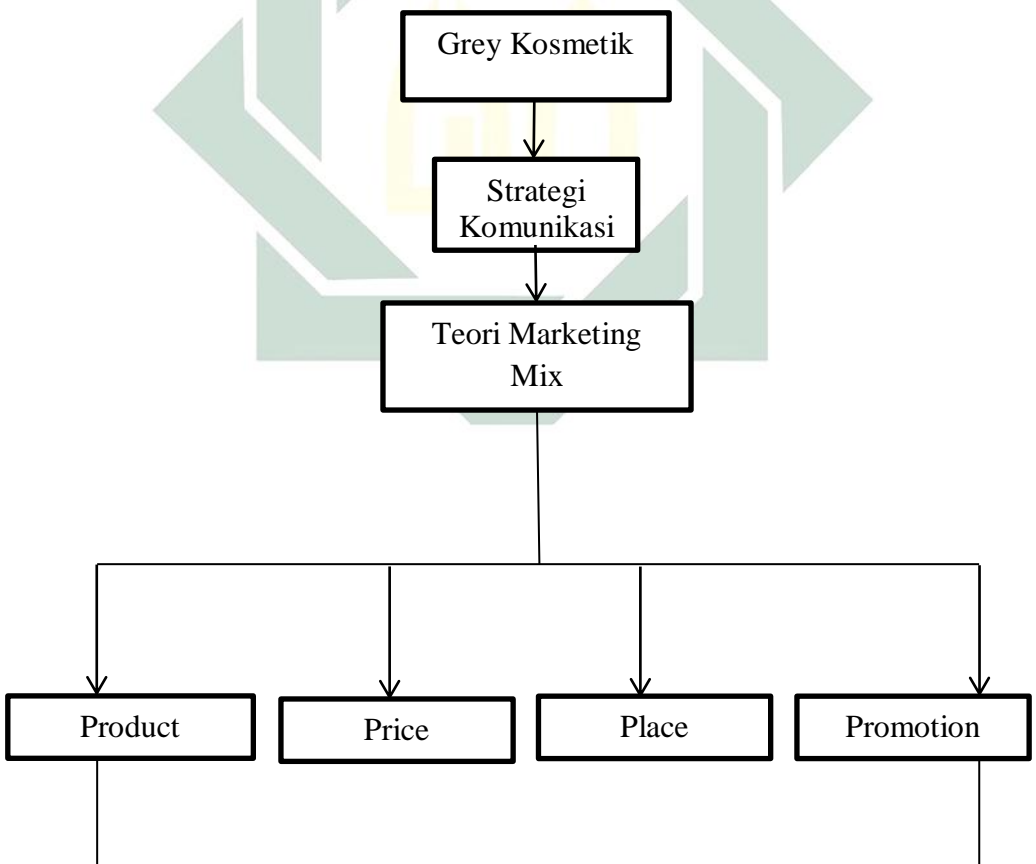 Grey Kosmetik
Strategi
Komunikasi
Teori Marketing
Mix
Product
Price
Place
Promotion